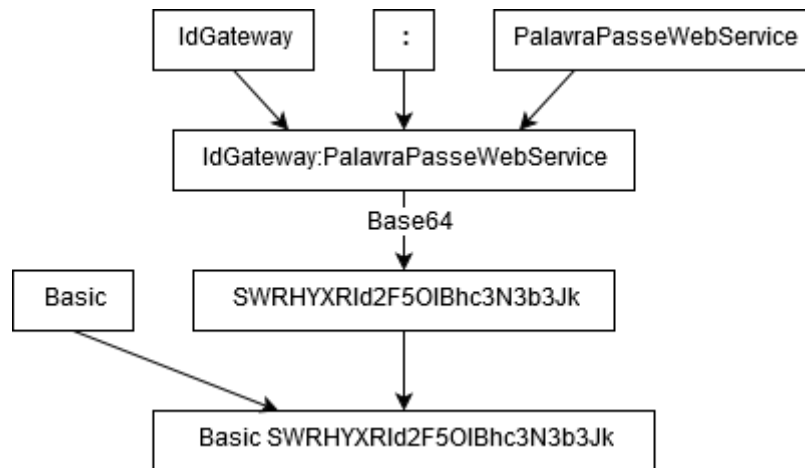 IdGateway
:
PalavraPasseWebService
IdGateway:PalavraPasseWebService
Base64
Basic
SWRHYXRld2F5OlBhc3N3b3Jk
Basic SWRHYXRld2F5OlBhc3N3b3Jk